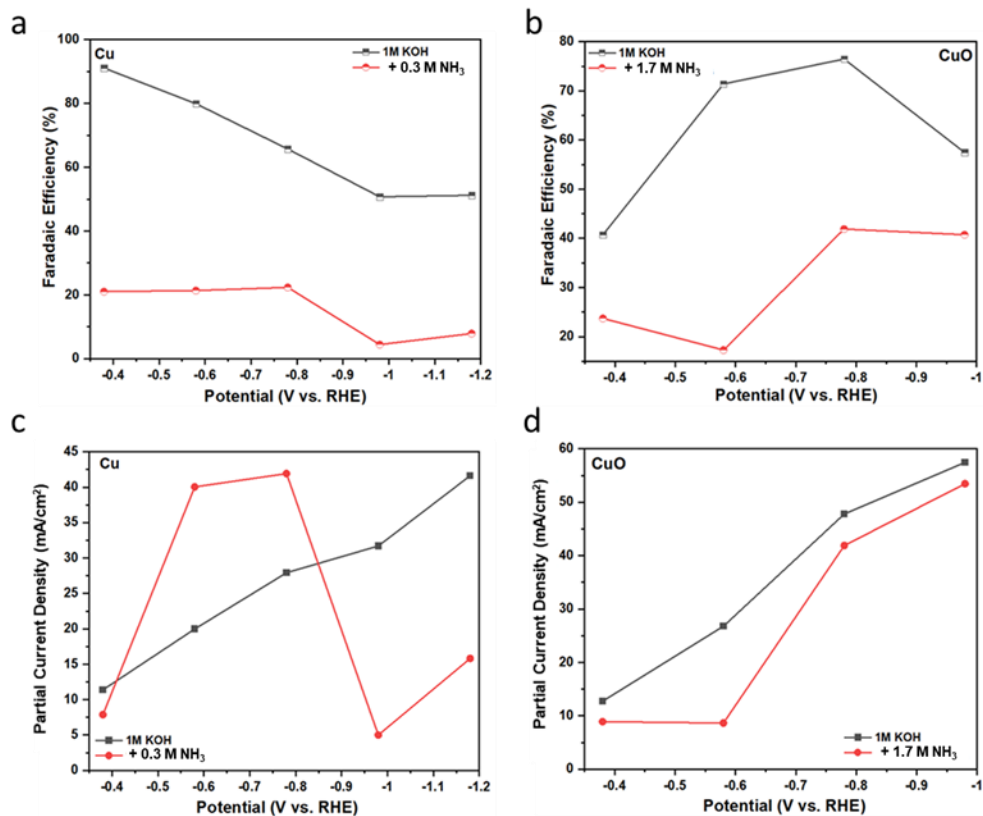 a
Cu
1M KOH
+ 0.3 M NH₃
Faradaic Efficiency (%)
100
80
60
40
20
0
-0.4 -0.5 -0.6 -0.7 -0.8 -0.9 -1 -1.1 -1.2
Potential (V vs. RHE)
b
CuO
1M KOH
+ 1.7 M NH₃
Faradaic Efficiency (%)
80
70
60
50
40
30
20
-0.4 -0.5 -0.6 -0.7 -0.8 -0.9 -1
Potential (V vs. RHE)
c
Cu
Partial Current Density (mA/cm²)
45
40
35
30
25
20
15
10
5
0
1M KOH
+ 0.3 M NH₃
-0.4 -0.5 -0.6 -0.7 -0.8 -0.9 -1 -1.1 -1.2
Potential (V vs. RHE)
d
CuO
Partial Current Density (mA/cm²)
60
50
40
30
20
10
0
1M KOH
+ 1.7 M NH₃
-0.4 -0.5 -0.6 -0.7 -0.8 -0.9 -1
Potential (V vs. RHE)